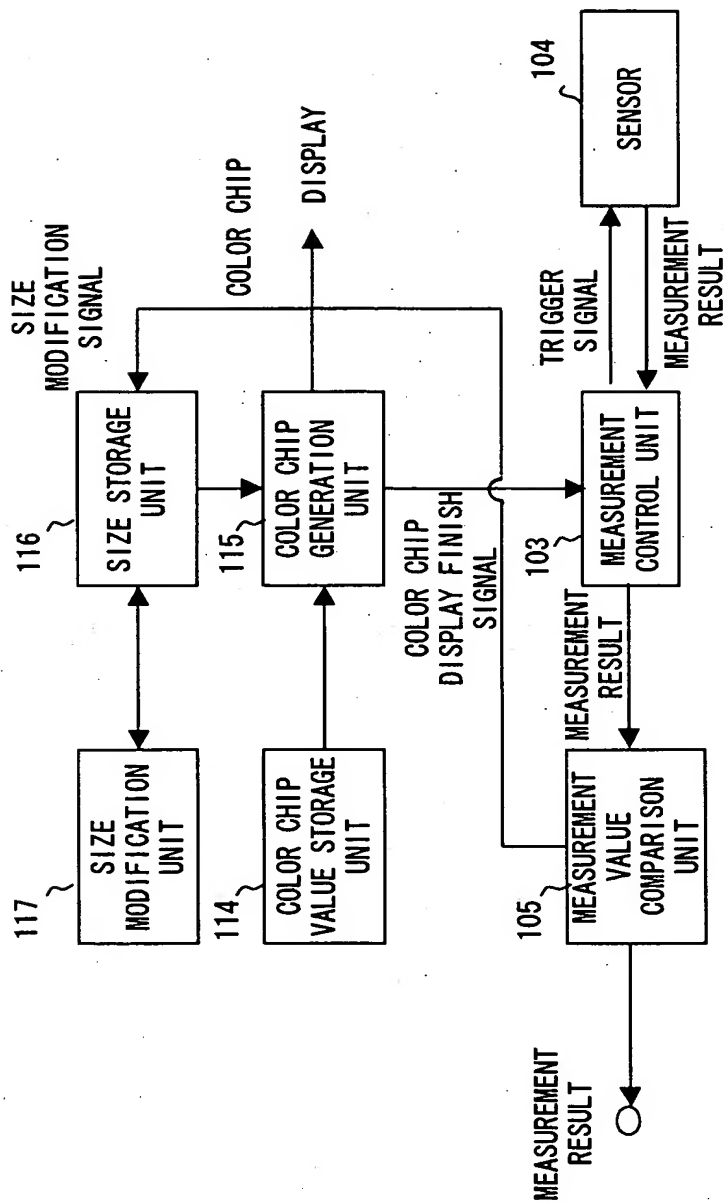 117
SIZE
MODIFICATION
UNIT
116
SIZE STORAGE
UNIT
SIZE
MODIFICATION
SIGNAL
114
COLOR CHIP
VALUE STORAGE
UNIT
115
COLOR CHIP
GENERATION
UNIT
COLOR CHIP
DISPLAY
COLOR CHIP
DISPLAY FINISH
SIGNAL
MEASUREMENT
RESULT
105
MEASUREMENT
VALUE
COMPARISON
UNIT
MEASUREMENT
RESULT
103
MEASUREMENT
CONTROL UNIT
TRIGGER
SIGNAL
MEASUREMENT
RESULT
104
SENSOR